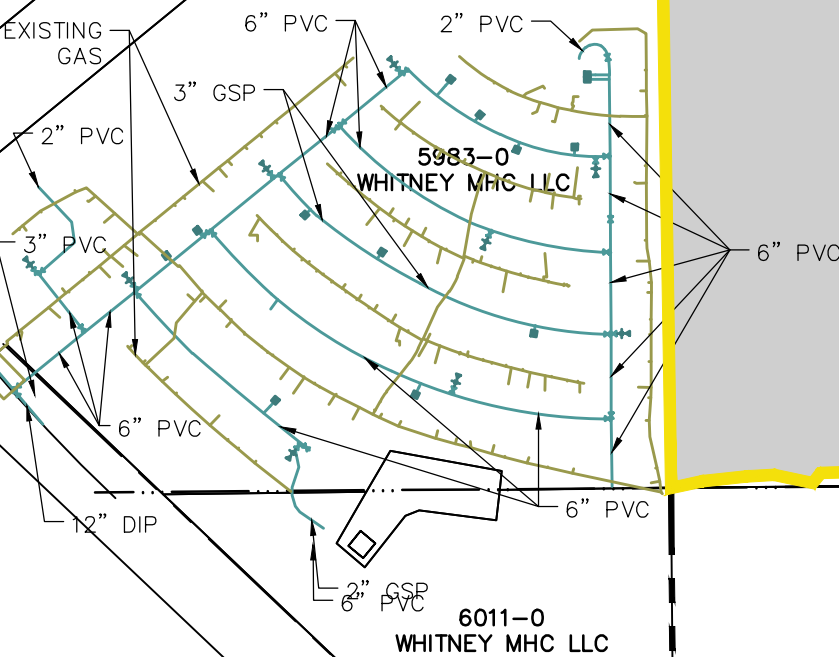 EXISTING
GAS
6” PVC
2” PVC
3” GSP
2” PVC
5983-0
WHITNEY MHC LLC
3” PVC
6” PVC
6” PVC
6” PVC
12” DIP
2” GSP
6” PVC
6011-0
WHITNEY MHC LLC